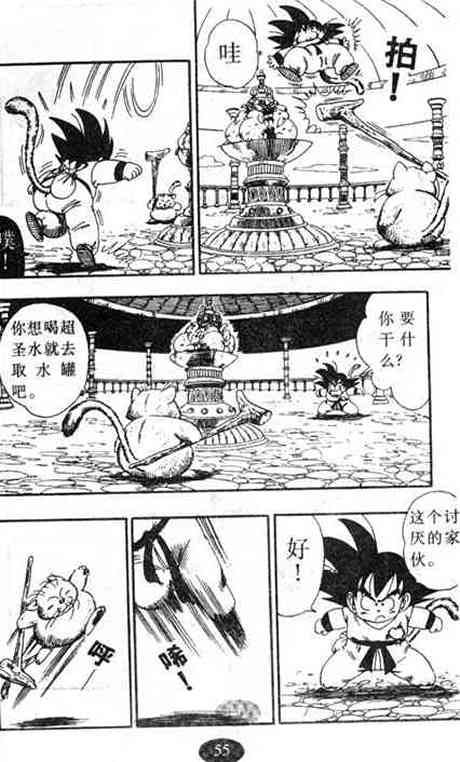 拍！
哇
噗！
你要
干什
么？
你想喝超
圣水就去
取水罐
吧。
这个讨
厌的家
伙。
好！
唏！
呼
55